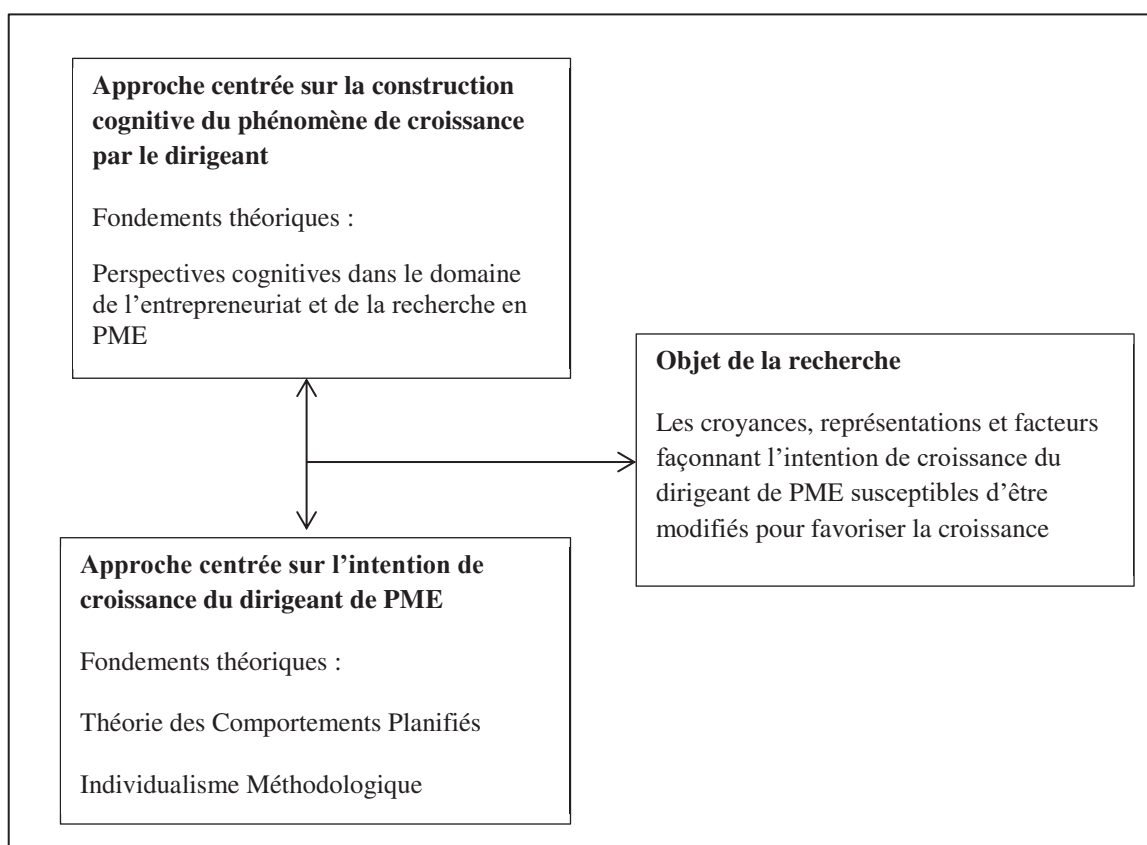 Approche centrée sur la construction
cognitive du phénomène de croissance
par le dirigeant
Fondements théoriques :
Perspectives cognitives dans le domaine
de l’entrepreneuriat et de la recherche en
PME
Objet de la recherche
Les croyances, représentations et facteurs
façonnant l’intention de croissance du
dirigeant de PME susceptibles d’être
modifiés pour favoriser la croissance
Approche centrée sur l’intention de
croissance du dirigeant de PME
Fondements théoriques :
Théorie des Comportements Planifiés
Individualisme Méthodologique